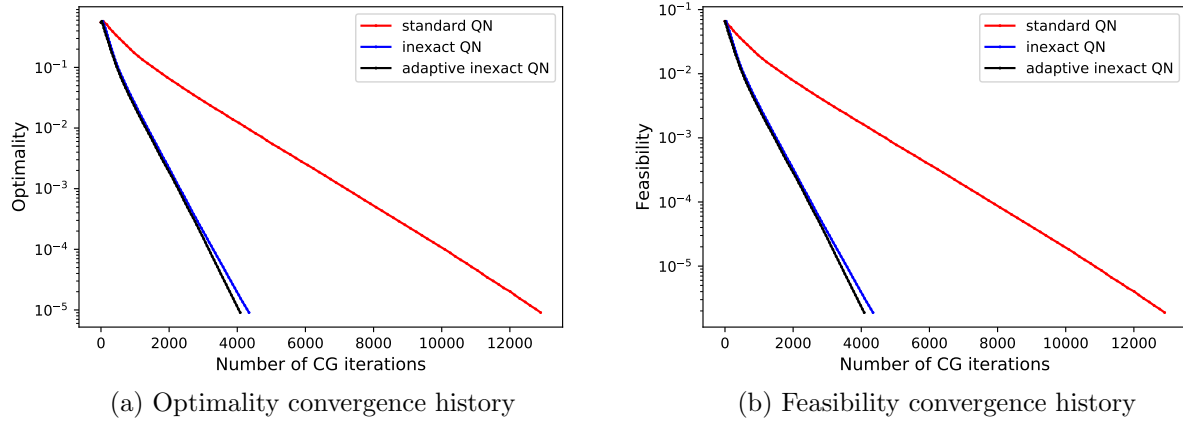 standard QN
inexact QN
adaptive inexact QN
Optimality
10⁻¹
10⁻²
10⁻³
10⁻⁴
10⁻⁵
0 2000 4000 6000 8000 10000 12000
Number of CG iterations
(a) Optimality convergence history
standard QN
inexact QN
adaptive inexact QN
Feasibility
10⁻¹
10⁻²
10⁻³
10⁻⁴
10⁻⁵
0 2000 4000 6000 8000 10000 12000
Number of CG iterations
(b) Feasibility convergence history